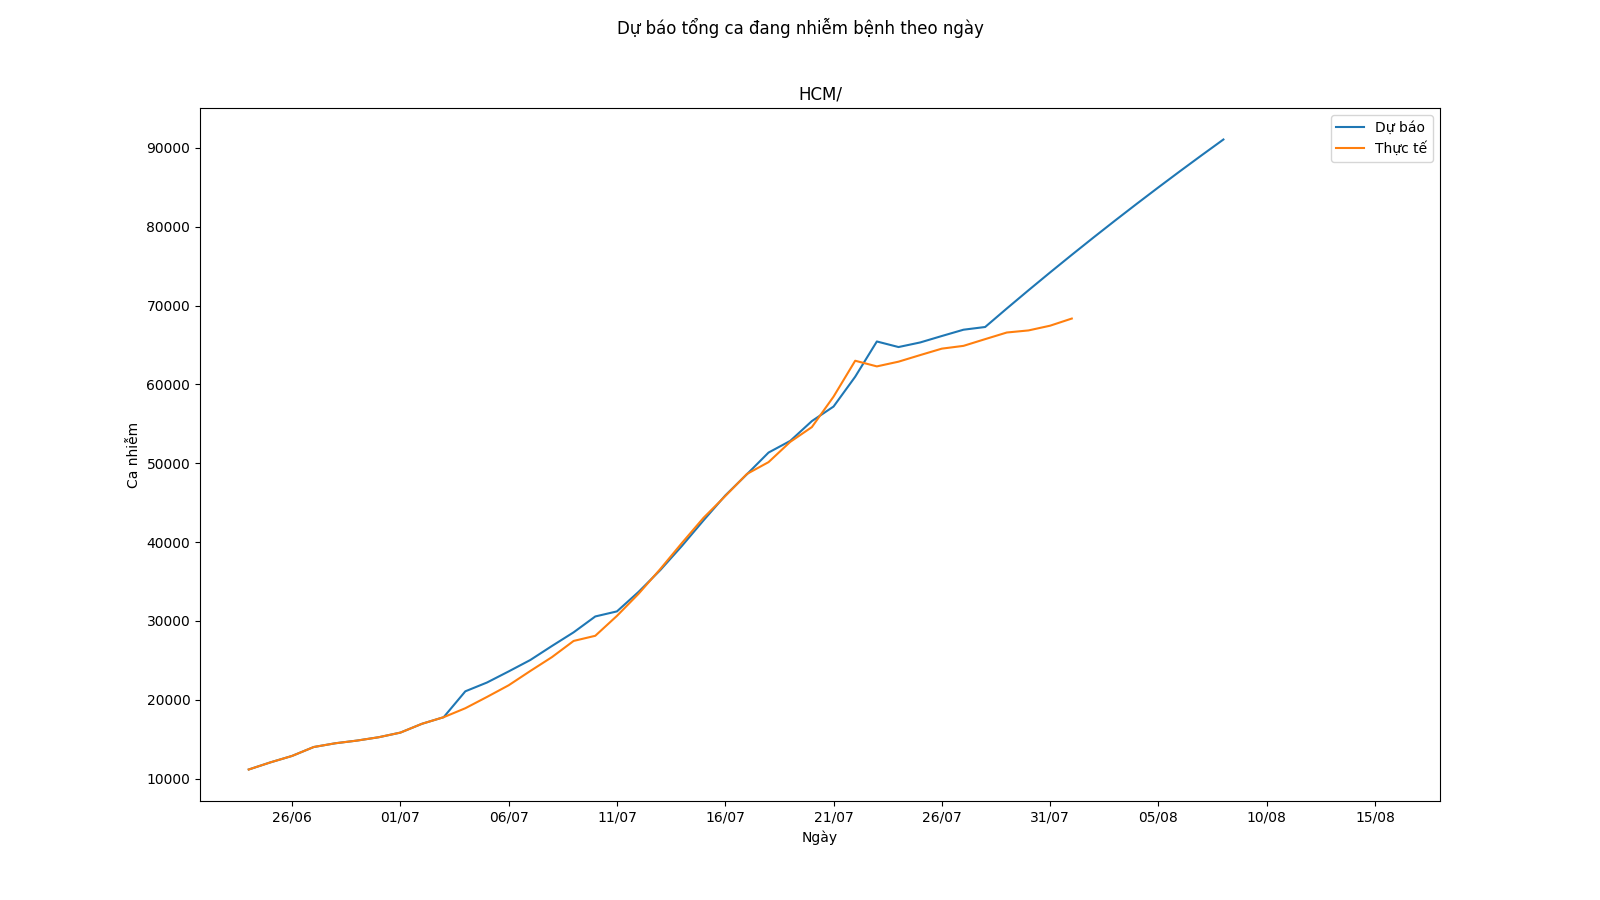 Dự báo tổng ca đang nhiễm bệnh theo ngày
HCM/
Dự báo
Thực tế
90000
80000
70000
60000
50000
40000
30000
20000
10000
Ca nhiễm
26/06 01/07 06/07 11/07 16/07 21/07 26/07 31/07 05/08 10/08 15/08
Ngày